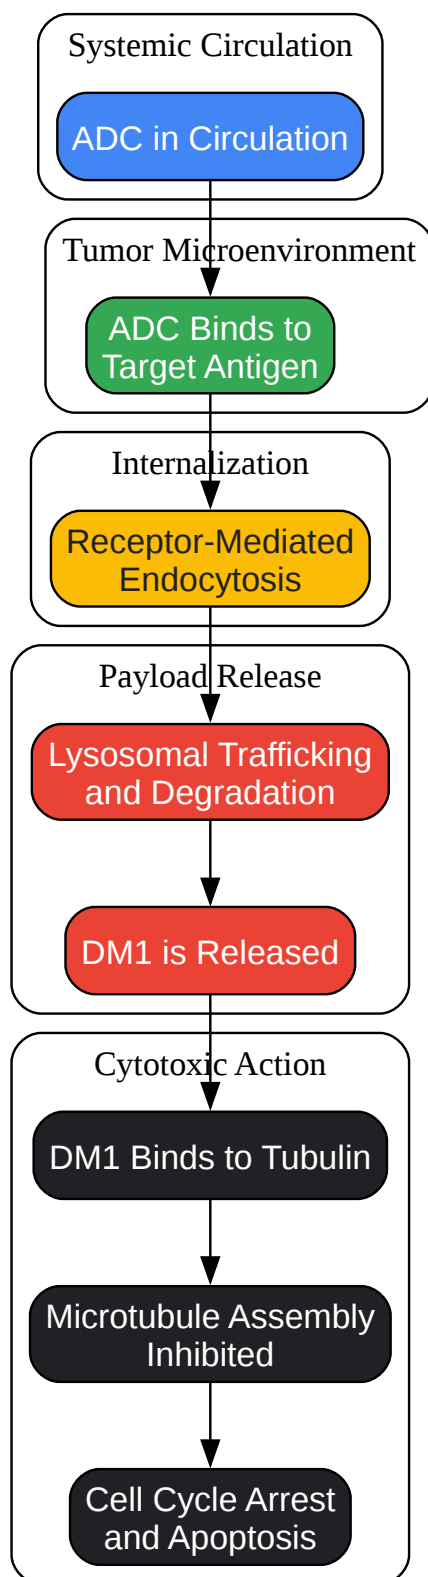 Systemic Circulation
ADC in Circulation
Tumor Microenvironment
ADC Binds to
Target Antigen
Internalization
Receptor-Mediated
Endocytosis
Payload Release
Lysosomal Trafficking
and Degradation
DM1 is Released
Cytotoxic Action
DM1 Binds to Tubulin
Microtubule Assembly
Inhibited
Cell Cycle Arrest
and Apoptosis